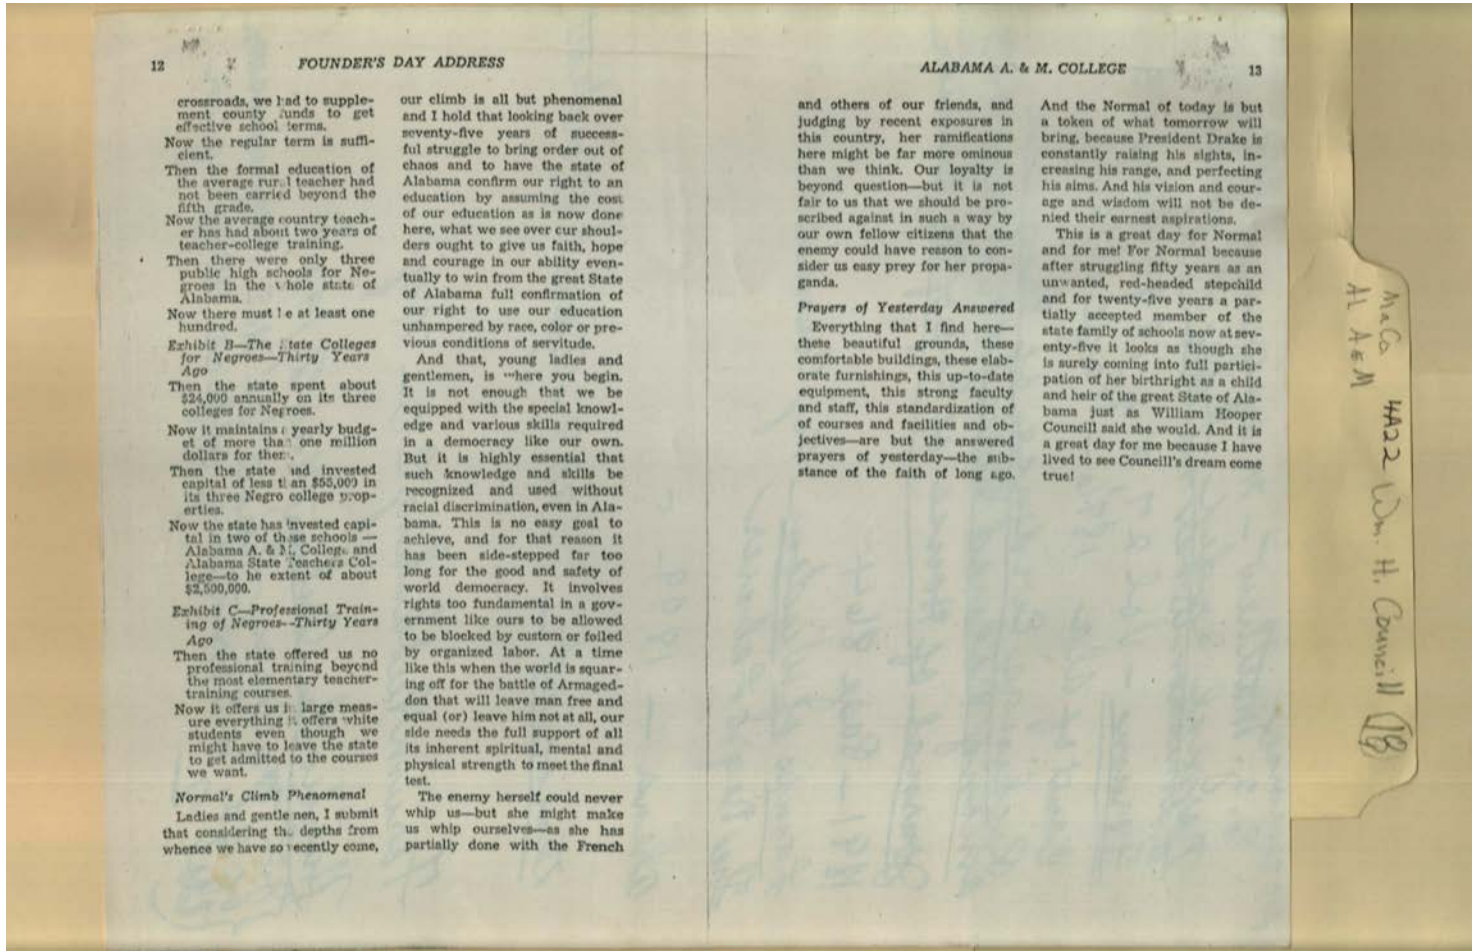 12
FOUNDER'S DAY ADDRESS
crossroads, we had to supple-
ment county funds to get
effective school terms.
Now the regular term is suffi-
cient.
Then the formal education of
the average rural teacher had
not been carried beyond the
fifth grade.
Now the average country teach-
er has had about two years of
teacher-college training.
Then there were only three
public high schools for Ne-
groes in the whole state of
Alabama.
Now there must be at least one
hundred.
Exhibit B—The State Colleges
for Negroes—Thirty Years
Ago
Then the state spent about
$24,000 annually on its three
colleges for Negroes.
Now it maintains a yearly budg-
et of more than one million
dollars for them.
Then the state had invested
capital of less than $55,000 in
its three Negro college prop-
erties.
Now the state has invested capi-
tal in two of these schools —
Alabama A. & M. College and
Alabama State Teachers Col-
lege—to he extent of about
$2,500,000.
Exhibit C—Professional Train-
ing of Negroes--Thirty Years
Ago
Then the state offered us no
professional training beyond
the most elementary teacher-
training courses.
Now it offers us in large meas-
ure everything it offers white
students even though we
might have to leave the state
to get admitted to the courses
we want.
Normal's Climb Phenomenal
Ladies and gentlemen, I submit
that considering the depths from
whence we have so recently come,
our climb is all but phenomenal
and I hold that looking back over
seventy-five years of success-
ful struggle to bring order out of
chaos and to have the state of
Alabama confirm our right to an
education by assuming the cost
of our education as is now done
here, what we see over our shoul-
ders ought to give us faith, hope
and courage in our ability even-
tually to win from the great State
of Alabama full confirmation of
our right to use our education
unhampered by race, color or pre-
vious conditions of servitude.
And that, young ladies and
gentlemen, is where you begin.
It is not enough that we be
equipped with the special knowl-
edge and various skills required
in a democracy like our own.
But it is highly essential that
such knowledge and skills be
recognized and used without
racial discrimination, even in Ala-
bama. This is no easy goal to
achieve, and for that reason it
has been side-stepped far too
long for the good and safety of
world democracy. It involves
rights too fundamental in a gov-
ernment like ours to be allowed
to be blocked by custom or foiled
by organized labor. At a time
like this when the world is squar-
ing off for the battle of Armaged-
don that will leave man free and
equal (or) leave him not at all, our
side needs the full support of all
its inherent spiritual, mental and
physical strength to meet the final
test.
The enemy herself could never
whip us—but she might make
us whip ourselves—as she has
partially done with the French
ALABAMA A. & M. COLLEGE
13
and others of our friends, and
judging by recent exposures in
this country, her ramifications
here might be far more ominous
than we think. Our loyalty is
beyond question—but it is not
fair to us that we should be pro-
scribed against in such a way by
our own fellow citizens that the
enemy could have reason to con-
sider us easy prey for her propa-
ganda.
Prayers of Yesterday Answered
Everything that I find here—
these beautiful grounds, these
comfortable buildings, these elab-
orate furnishings, this up-to-date
equipment, this strong faculty
and staff, this standardization of
of courses and facilities and ob-
jectives—are but the answered
prayers of yesterday—the sub-
stance of the faith of long ago.
And the Normal of today is but
a token of what tomorrow will
bring, because President Drake is
constantly raising his sights, in-
creasing his range, and perfecting
his aims. And his vision and cour-
age and wisdom will not be de-
nied their earnest aspirations.
This is a great day for Normal
and for me! For Normal because
after struggling fifty years as an
unwanted, red-headed stepchild
and for twenty-five years a par-
tially accepted member of the
state family of schools now at sev-
enty-five it looks as though she
is surely coming into full partici-
pation of her birthright as a child
and heir of the great State of Ala-
bama just as William Hooper
Councill said she would. And it is
a great day for me because I have
lived to see Councill's dream come
true!
MaCo 4A22 Wm. H. Councill
AL A&M